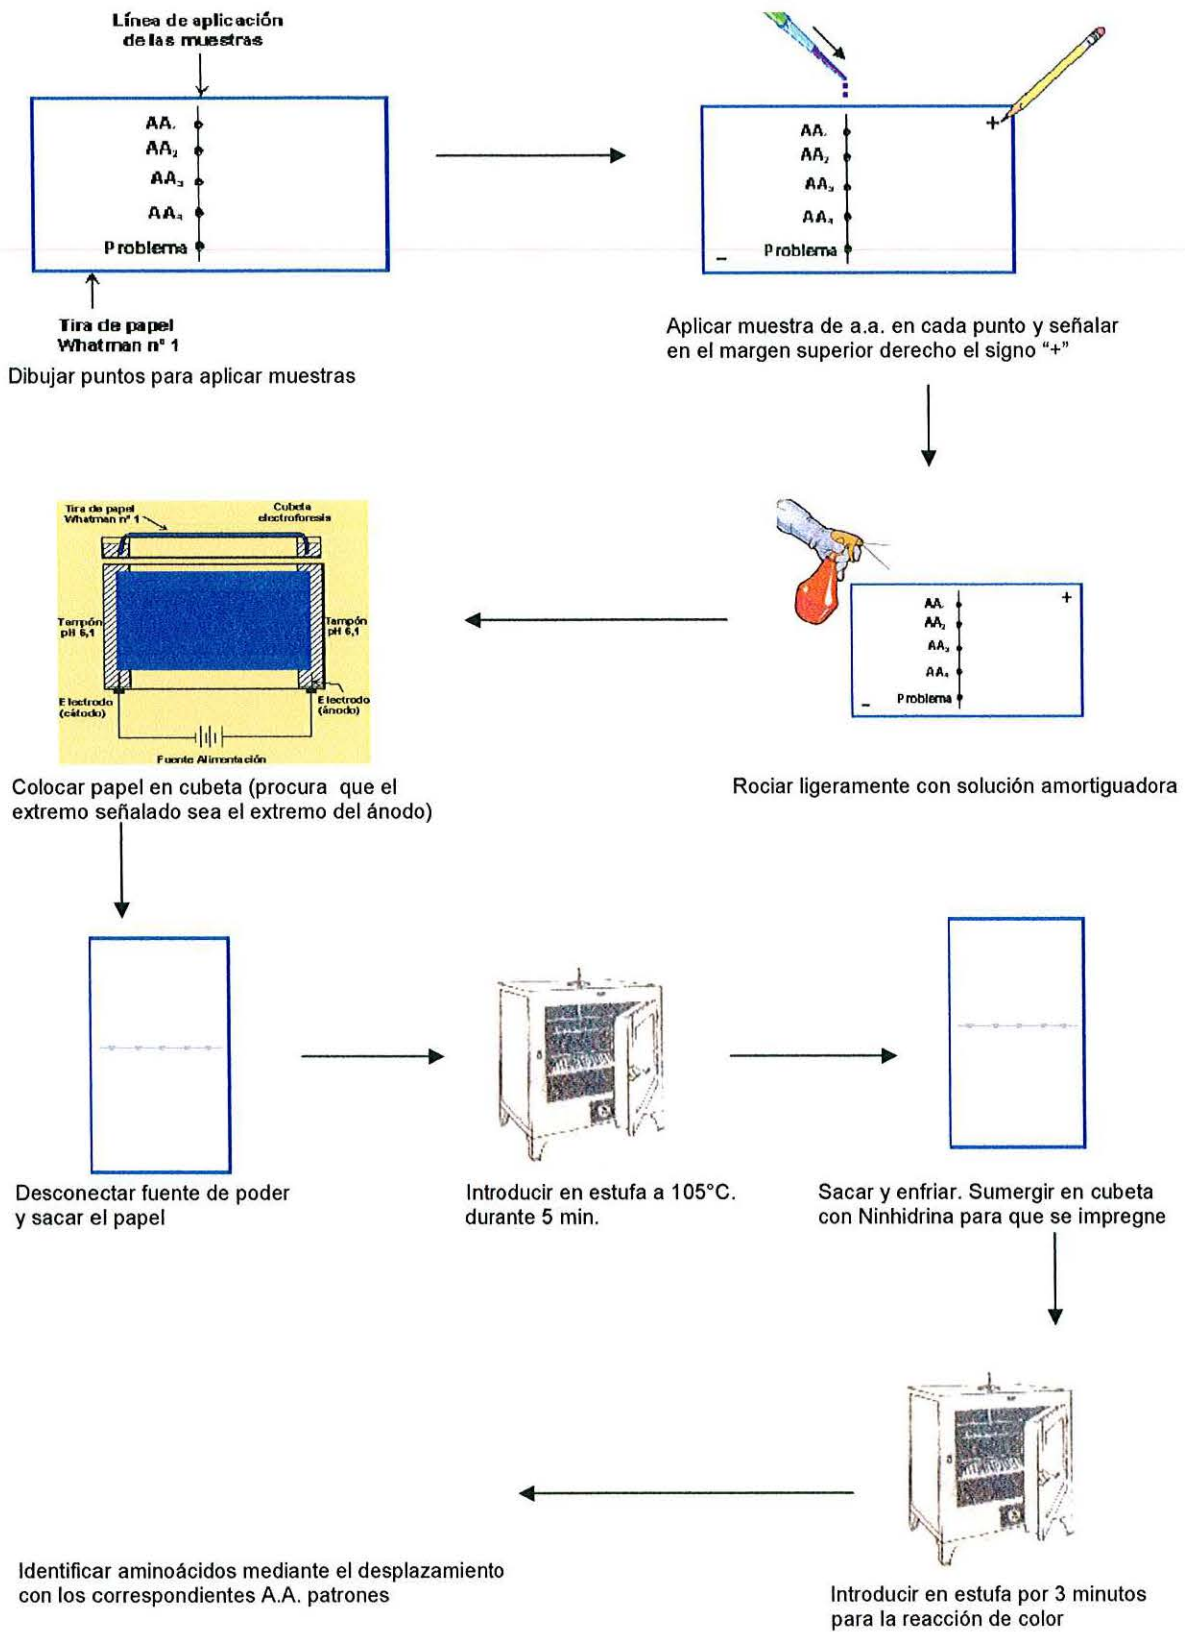 Línea de aplicación
de las muestras
AA.
AA₂
AA₃
AA₄
Problema
Tira de papel
Whatman n° 1
Dibujar puntos para aplicar muestras
+
AA.
AA₂
AA₃
AA₄
Problema
–
Aplicar muestra de a.a. en cada punto y señalar
en el margen superior derecho el signo “+”
+
AA.
AA₂
AA₃
AA₄
Problema
–
Rociar ligeramente con solución amortiguadora
Tira de papel
Whatman n° 1
Cubeta
electroforesis
Tampón
pH 6,1
Tampón
pH 6,1
Electrodo
(cátodo)
Electrodo
(ánodo)
Fuente Alimentación
Colocar papel en cubeta (procura que el
extremo señalado sea el extremo del ánodo)
Desconectar fuente de poder
y sacar el papel
Introducir en estufa a 105°C.
durante 5 min.
Sacar y enfriar. Sumergir en cubeta
con Ninhidrina para que se impregne
Introducir en estufa por 3 minutos
para la reacción de color
Identificar aminoácidos mediante el desplazamiento
con los correspondientes A.A. patrones